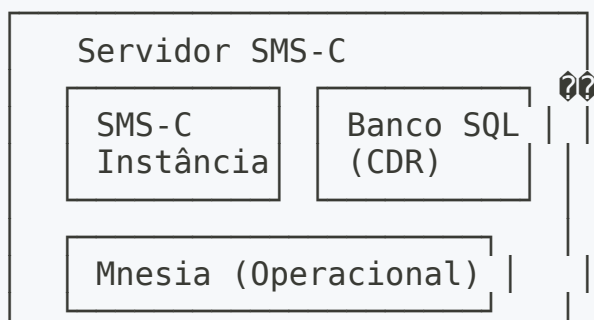 Servidor SMS-C
SMS-C Banco SQL
Instância (CDR)
Mnesia (Operacional)